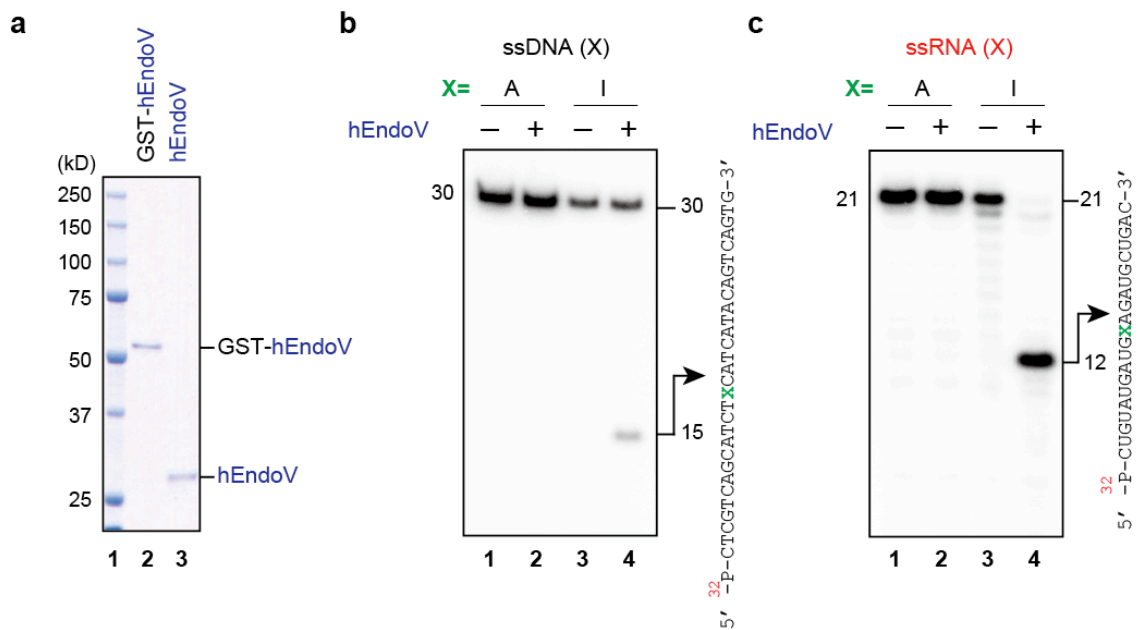 a
GST-hEndoV
hEndoV
(kD)
250
150
100
75
50
37
25
GST-hEndoV
hEndoV
1 2 3
b
ssDNA (X)
X= A I
hEndoV – + – +
30
30
15
1 2 3 4
5′ ³²-P-CTCGTCAGCATCTXCATCATACAGTCAGTG-3′
c
ssRNA (X)
X= A I
hEndoV – + – +
21
21
12
1 2 3 4
5′ ³²-P-CUGUAUGAUGXAGAUGCUGAC-3′